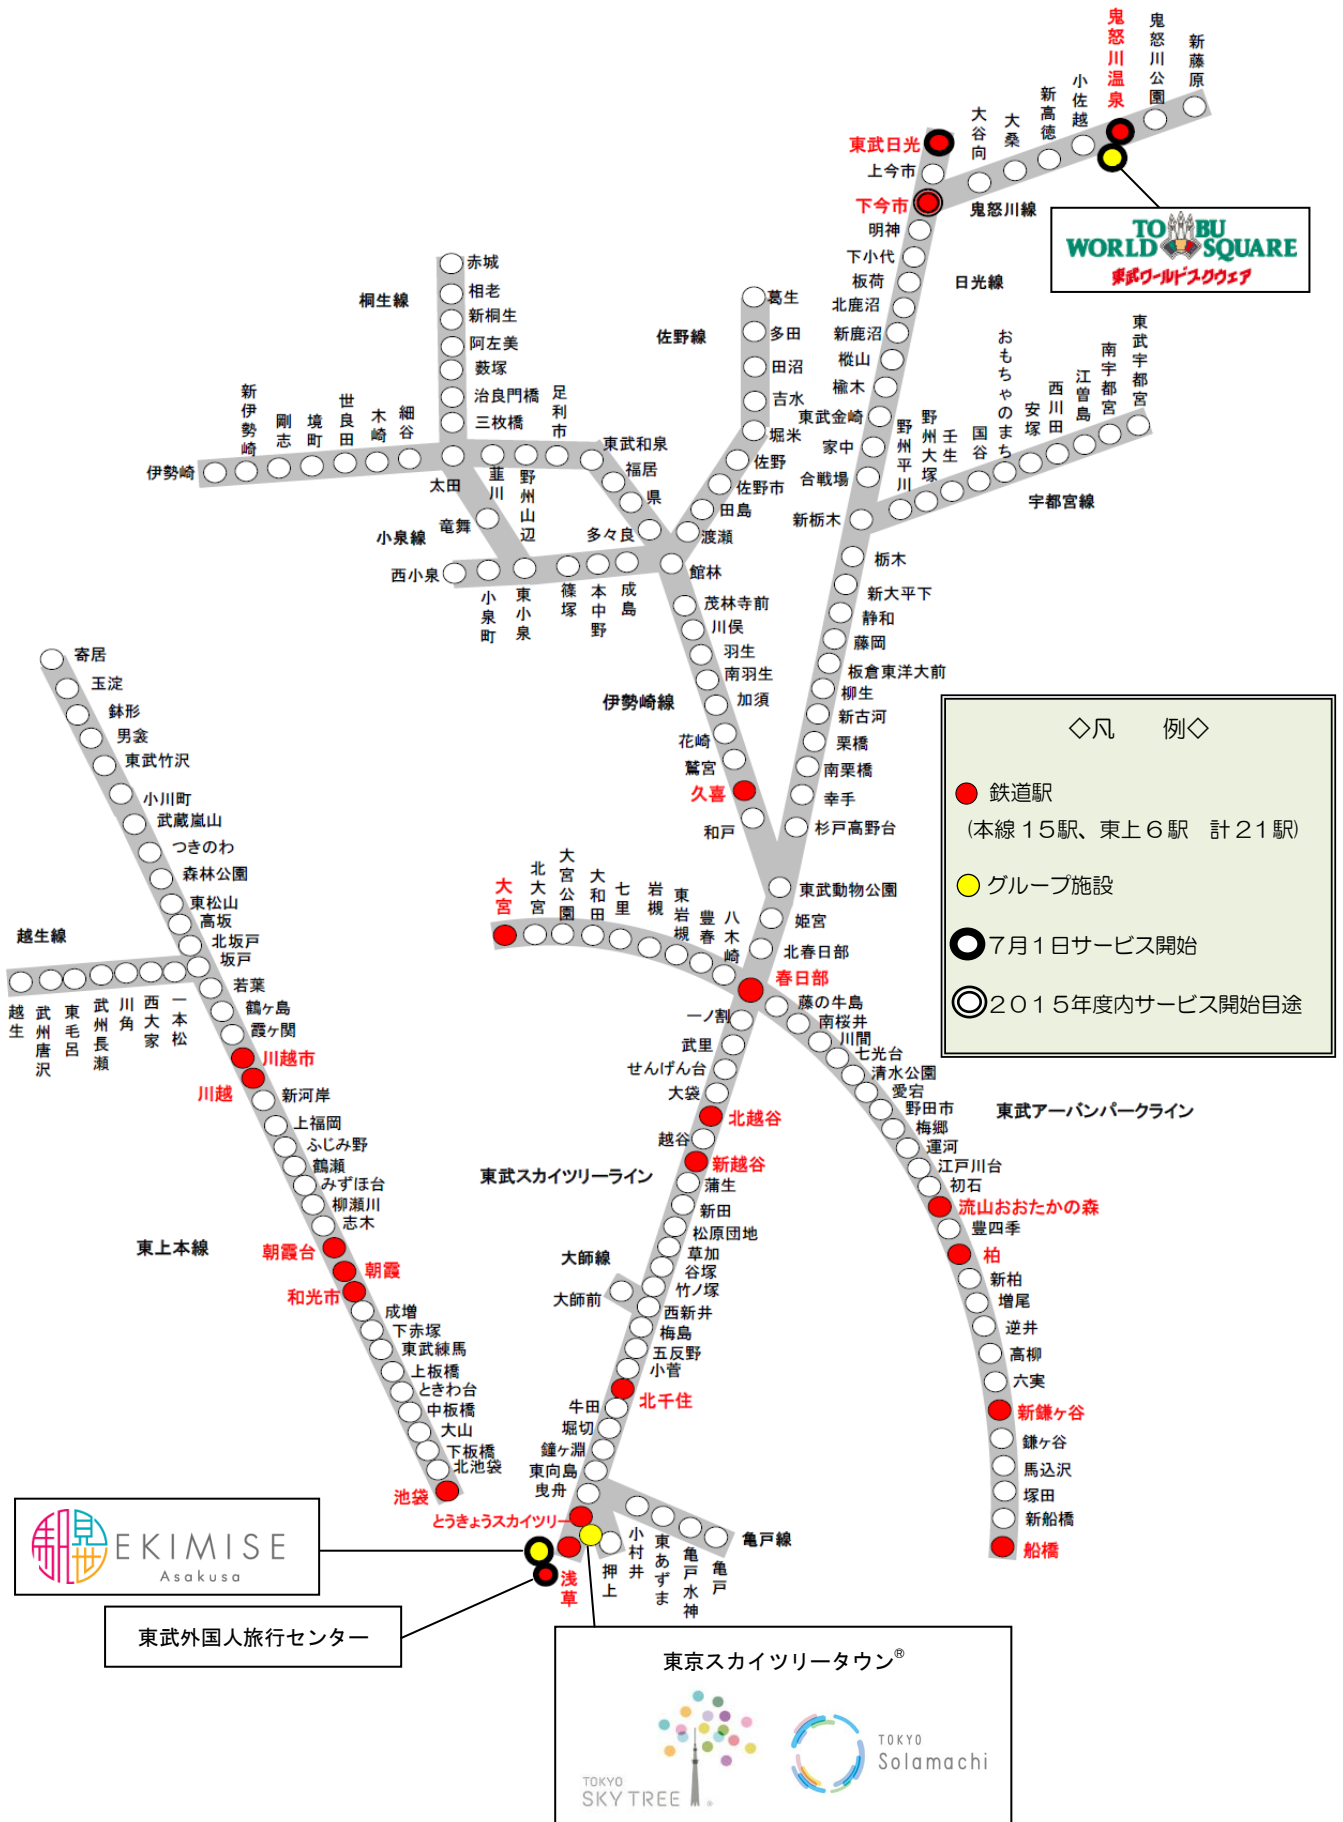 鬼怒川温泉
鬼怒川公園
新藤原
小佐越
新高徳
大桑
大谷向
東武日光
上今市
下今市
鬼怒川線
TOBU
WORLD SQUARE
東武ワールドスクウェア
明神
下小代
板荷
日光線
北鹿沼
新鹿沼
樅山
楡木
東武金崎
家中
合戦場
新栃木
野州平川
野州大塚
壬生
国谷
おもちゃのまち
安塚
西川田
江曽島
南宇都宮
東武宇都宮
宇都宮線
桐生線
赤城
相老
新桐生
阿左美
薮塚
治良門橋
三枚橋
佐野線
葛生
多田
田沼
吉水
堀米
佐野
佐野市
田島
渡瀬
伊勢崎
新伊勢崎
剛志
境町
世良田
木崎
細谷
太田
韮川
野州山辺
足利市
東武和泉
福居
県
多々良
小泉線
竜舞
西小泉
小泉町
東小泉
篠塚
本中野
成島
館林
茂林寺前
川俣
羽生
南羽生
加須
伊勢崎線
花崎
鷲宮
久喜
和戸
栃木
新大平下
静和
藤岡
板倉東洋大前
柳生
新古河
栗橋
南栗橋
幸手
杉戸高野台
東武動物公園
姫宮
北春日部
春日部
◇凡 例◇
鉄道駅
(本線15駅、東上6駅 計21駅)
グループ施設
7月1日サービス開始
2015年度内サービス開始目途
寄居
玉淀
鉢形
男衾
東武竹沢
小川町
武蔵嵐山
つきのわ
森林公園
東松山
高坂
北坂戸
坂戸
越生線
越生
武州唐沢
東毛呂
武州長瀬
川角
西大家
一本松
若葉
鶴ヶ島
霞ヶ関
川越市
川越
新河岸
上福岡
ふじみ野
鶴瀬
みずほ台
柳瀬川
志木
東上本線
朝霞台
朝霞
和光市
成増
下赤塚
東武練馬
上板橋
ときわ台
中板橋
大山
下板橋
北池袋
池袋
大宮
北大宮
大宮公園
大和田
七里
岩槻
東岩槻
豊春
八木崎
藤の牛島
南桜井
川間
七光台
清水公園
愛宕
野田市
梅郷
運河
江戸川台
初石
流山おおたかの森
豊四季
柏
新柏
増尾
逆井
高柳
六実
新鎌ヶ谷
鎌ヶ谷
馬込沢
塚田
新船橋
船橋
東武アーバンパークライン
一ノ割
武里
せんげん台
大袋
北越谷
越谷
新越谷
東武スカイツリーライン
蒲生
新田
松原団地
草加
谷塚
竹ノ塚
大師線
大師前
西新井
梅島
五反野
小菅
北千住
牛田
堀切
鐘ヶ淵
東向島
曳舟
とうきょうスカイツリー
浅草
押上
小村井
東あずま
亀戸水神
亀戸
亀戸線
EKIMISE
Asakusa
東武外国人旅行センター
東京スカイツリータウン®
TOKYO
SKYTREE®
TOKYO
Solamachi